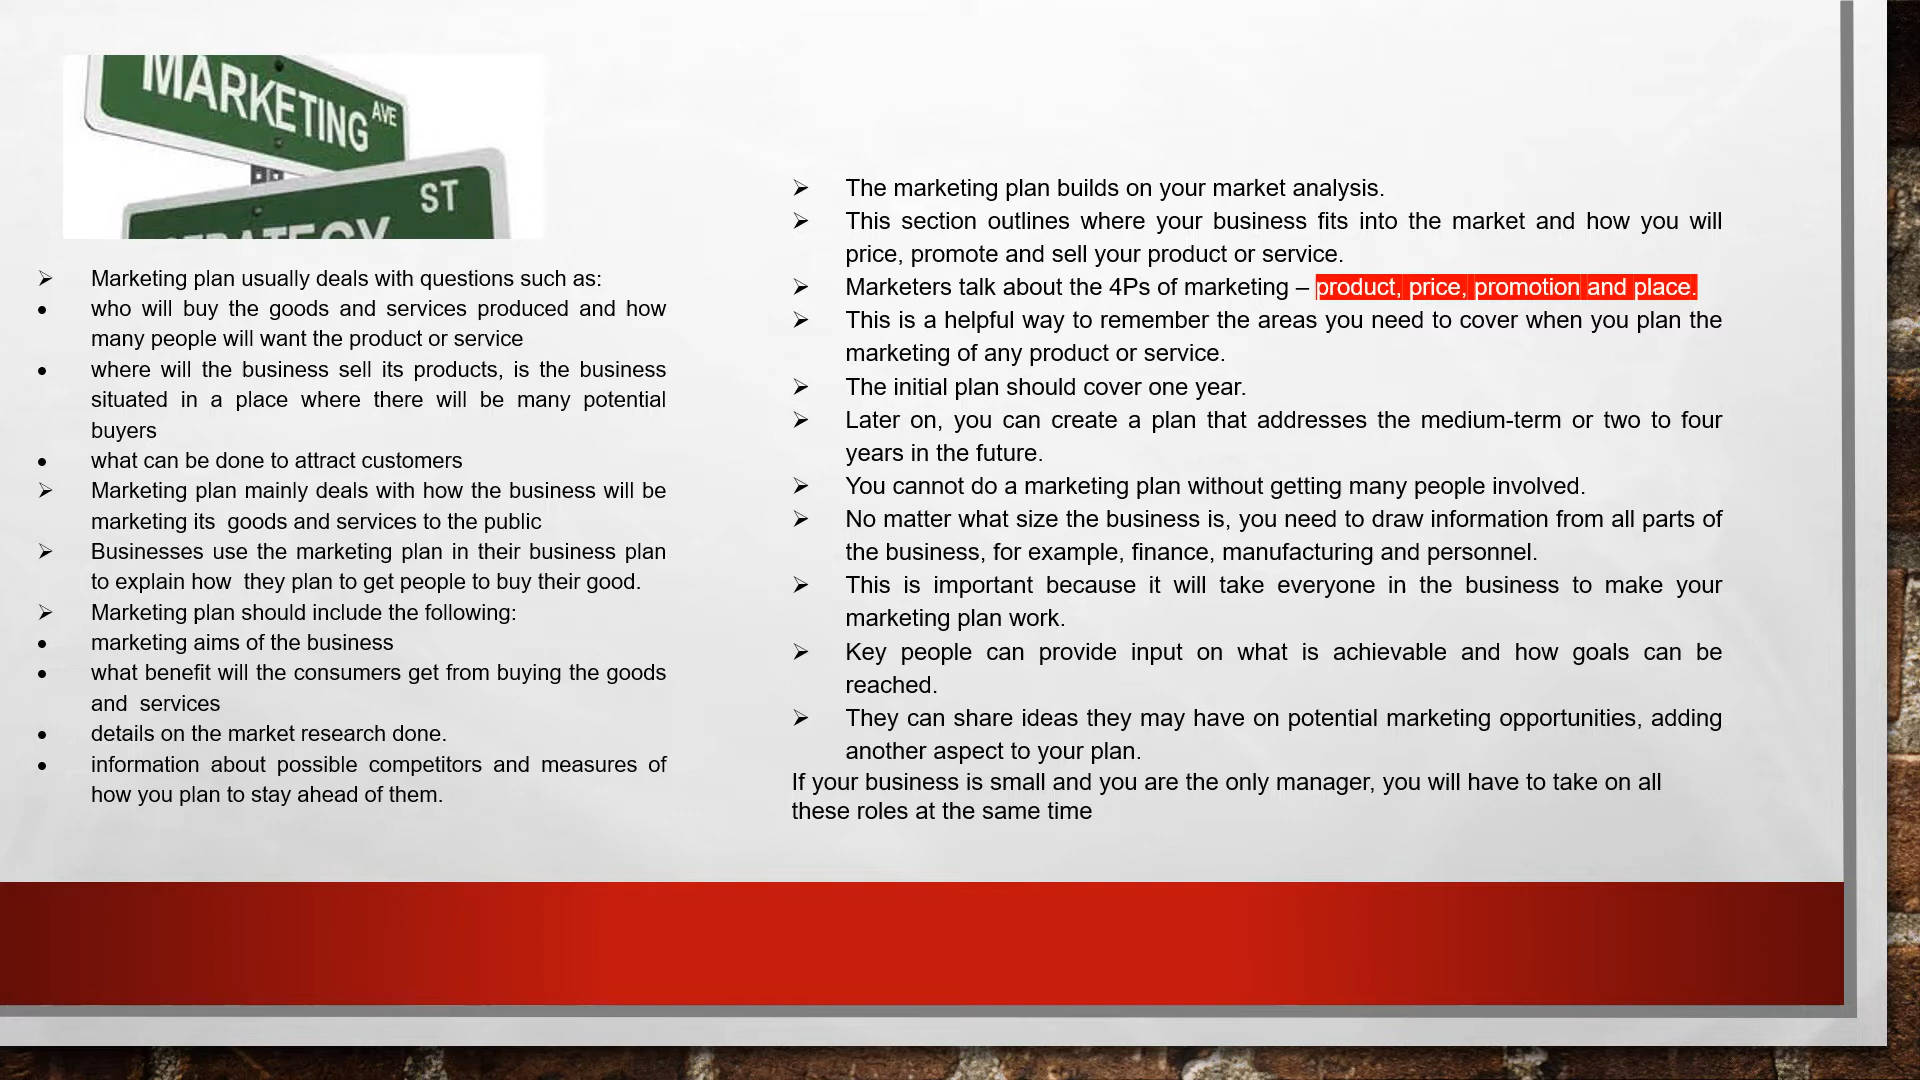 MARKETING AVE
ST
STRATEGY
➢ Marketing plan usually deals with questions such as:
• who will buy the goods and services produced and how
many people will want the product or service
• where will the business sell its products, is the business
situated in a place where there will be many potential
buyers
• what can be done to attract customers
➢ Marketing plan mainly deals with how the business will be
marketing its  goods and services to the public
➢ Businesses use the marketing plan in their business plan
to explain how  they plan to get people to buy their good.
➢ Marketing plan should include the following:
• marketing aims of the business
• what benefit will the consumers get from buying the goods
and  services
• details on the market research done.
• information about possible competitors and measures of
how you plan to stay ahead of them.
➢ The marketing plan builds on your market analysis.
➢ This section outlines where your business fits into the market and how you will
price, promote and sell your product or service.
➢ Marketers talk about the 4Ps of marketing – product, price, promotion and place.
➢ This is a helpful way to remember the areas you need to cover when you plan the
marketing of any product or service.
➢ The initial plan should cover one year.
➢ Later on, you can create a plan that addresses the medium-term or two to four
years in the future.
➢ You cannot do a marketing plan without getting many people involved.
➢ No matter what size the business is, you need to draw information from all parts of
the business, for example, finance, manufacturing and personnel.
➢ This is important because it will take everyone in the business to make your
marketing plan work.
➢ Key people can provide input on what is achievable and how goals can be
reached.
➢ They can share ideas they may have on potential marketing opportunities, adding
another aspect to your plan.
If your business is small and you are the only manager, you will have to take on all
these roles at the same time